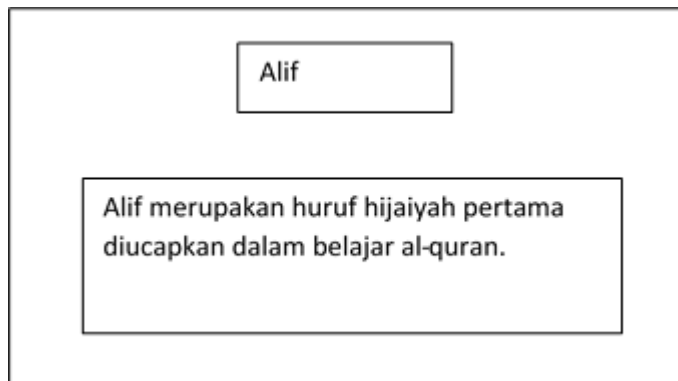 Alif
Alif merupakan huruf hijaiyah pertama
diucapkan dalam belajar al-quran.